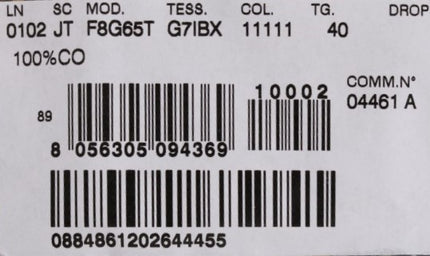 LN SC MOD. TESS. COL. TG. DROP
0102 JT F8G65T G7IBX 11111 40
100%CO
COMM.N°
04461 A
10002
89
8 056305 094369
0884861202644455